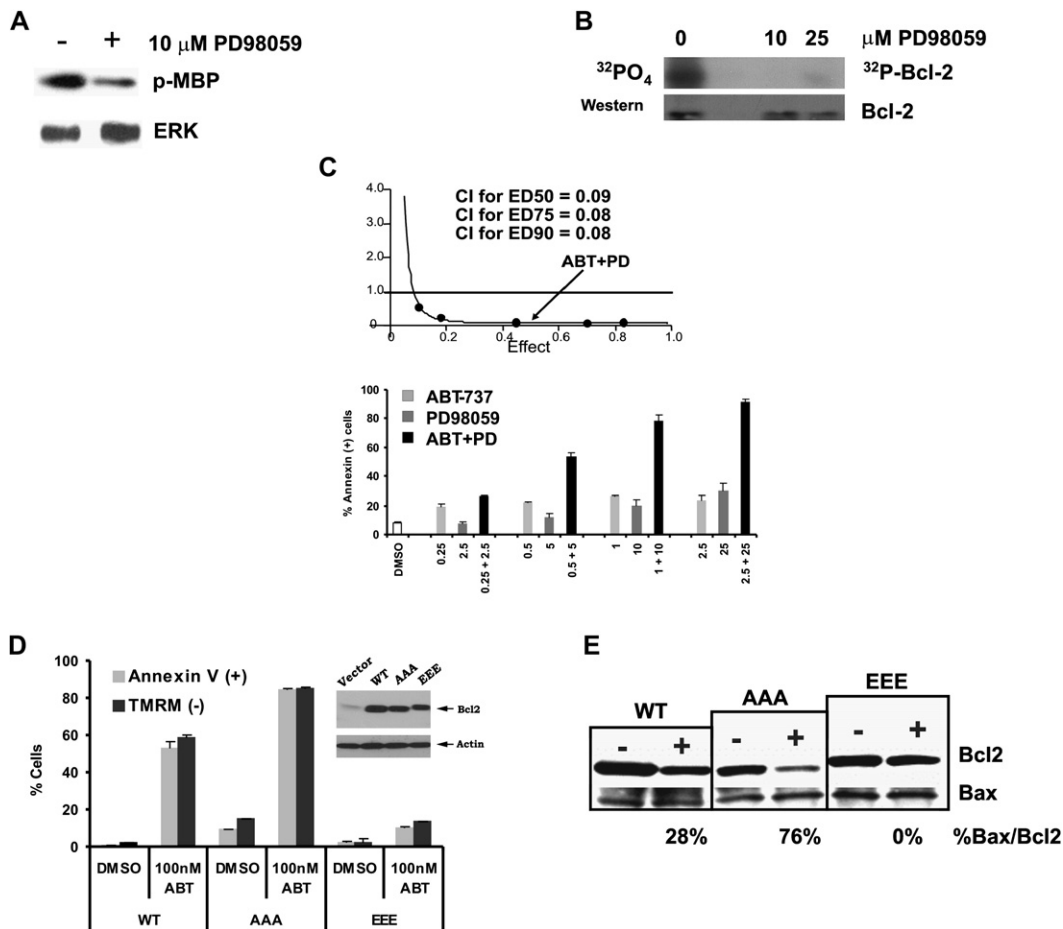 A
- + 10 μM PD98059
p-MBP
ERK
B
0 10 25 μM PD98059
³²PO₄ ³²P-Bcl-2
Western Bcl-2
C
4.0
3.0
2.0
1.0
0
CI for ED50 = 0.09
CI for ED75 = 0.08
CI for ED90 = 0.08
ABT+PD
0 0.2 0.4 0.6 0.8 1.0
Effect
% Annexin (+) cells
100
80
60
40
20
0
ABT-737
PD98059
ABT+PD
DMSO 0.25 2.5 0.25 + 2.5 0.5 5 0.5 + 5 1 10 1 + 10 2.5 25 2.5 + 25
D
% Cells
100
80
60
40
20
0
Annexin V (+)
TMRM (-)
Vector WT AAA EEE
Bcl2
Actin
DMSO 100nM ABT DMSO 100nM ABT DMSO 100nM ABT
WT AAA EEE
E
WT AAA EEE
- + - + - +
Bcl2
Bax
28% 76% 0% %Bax/Bcl2